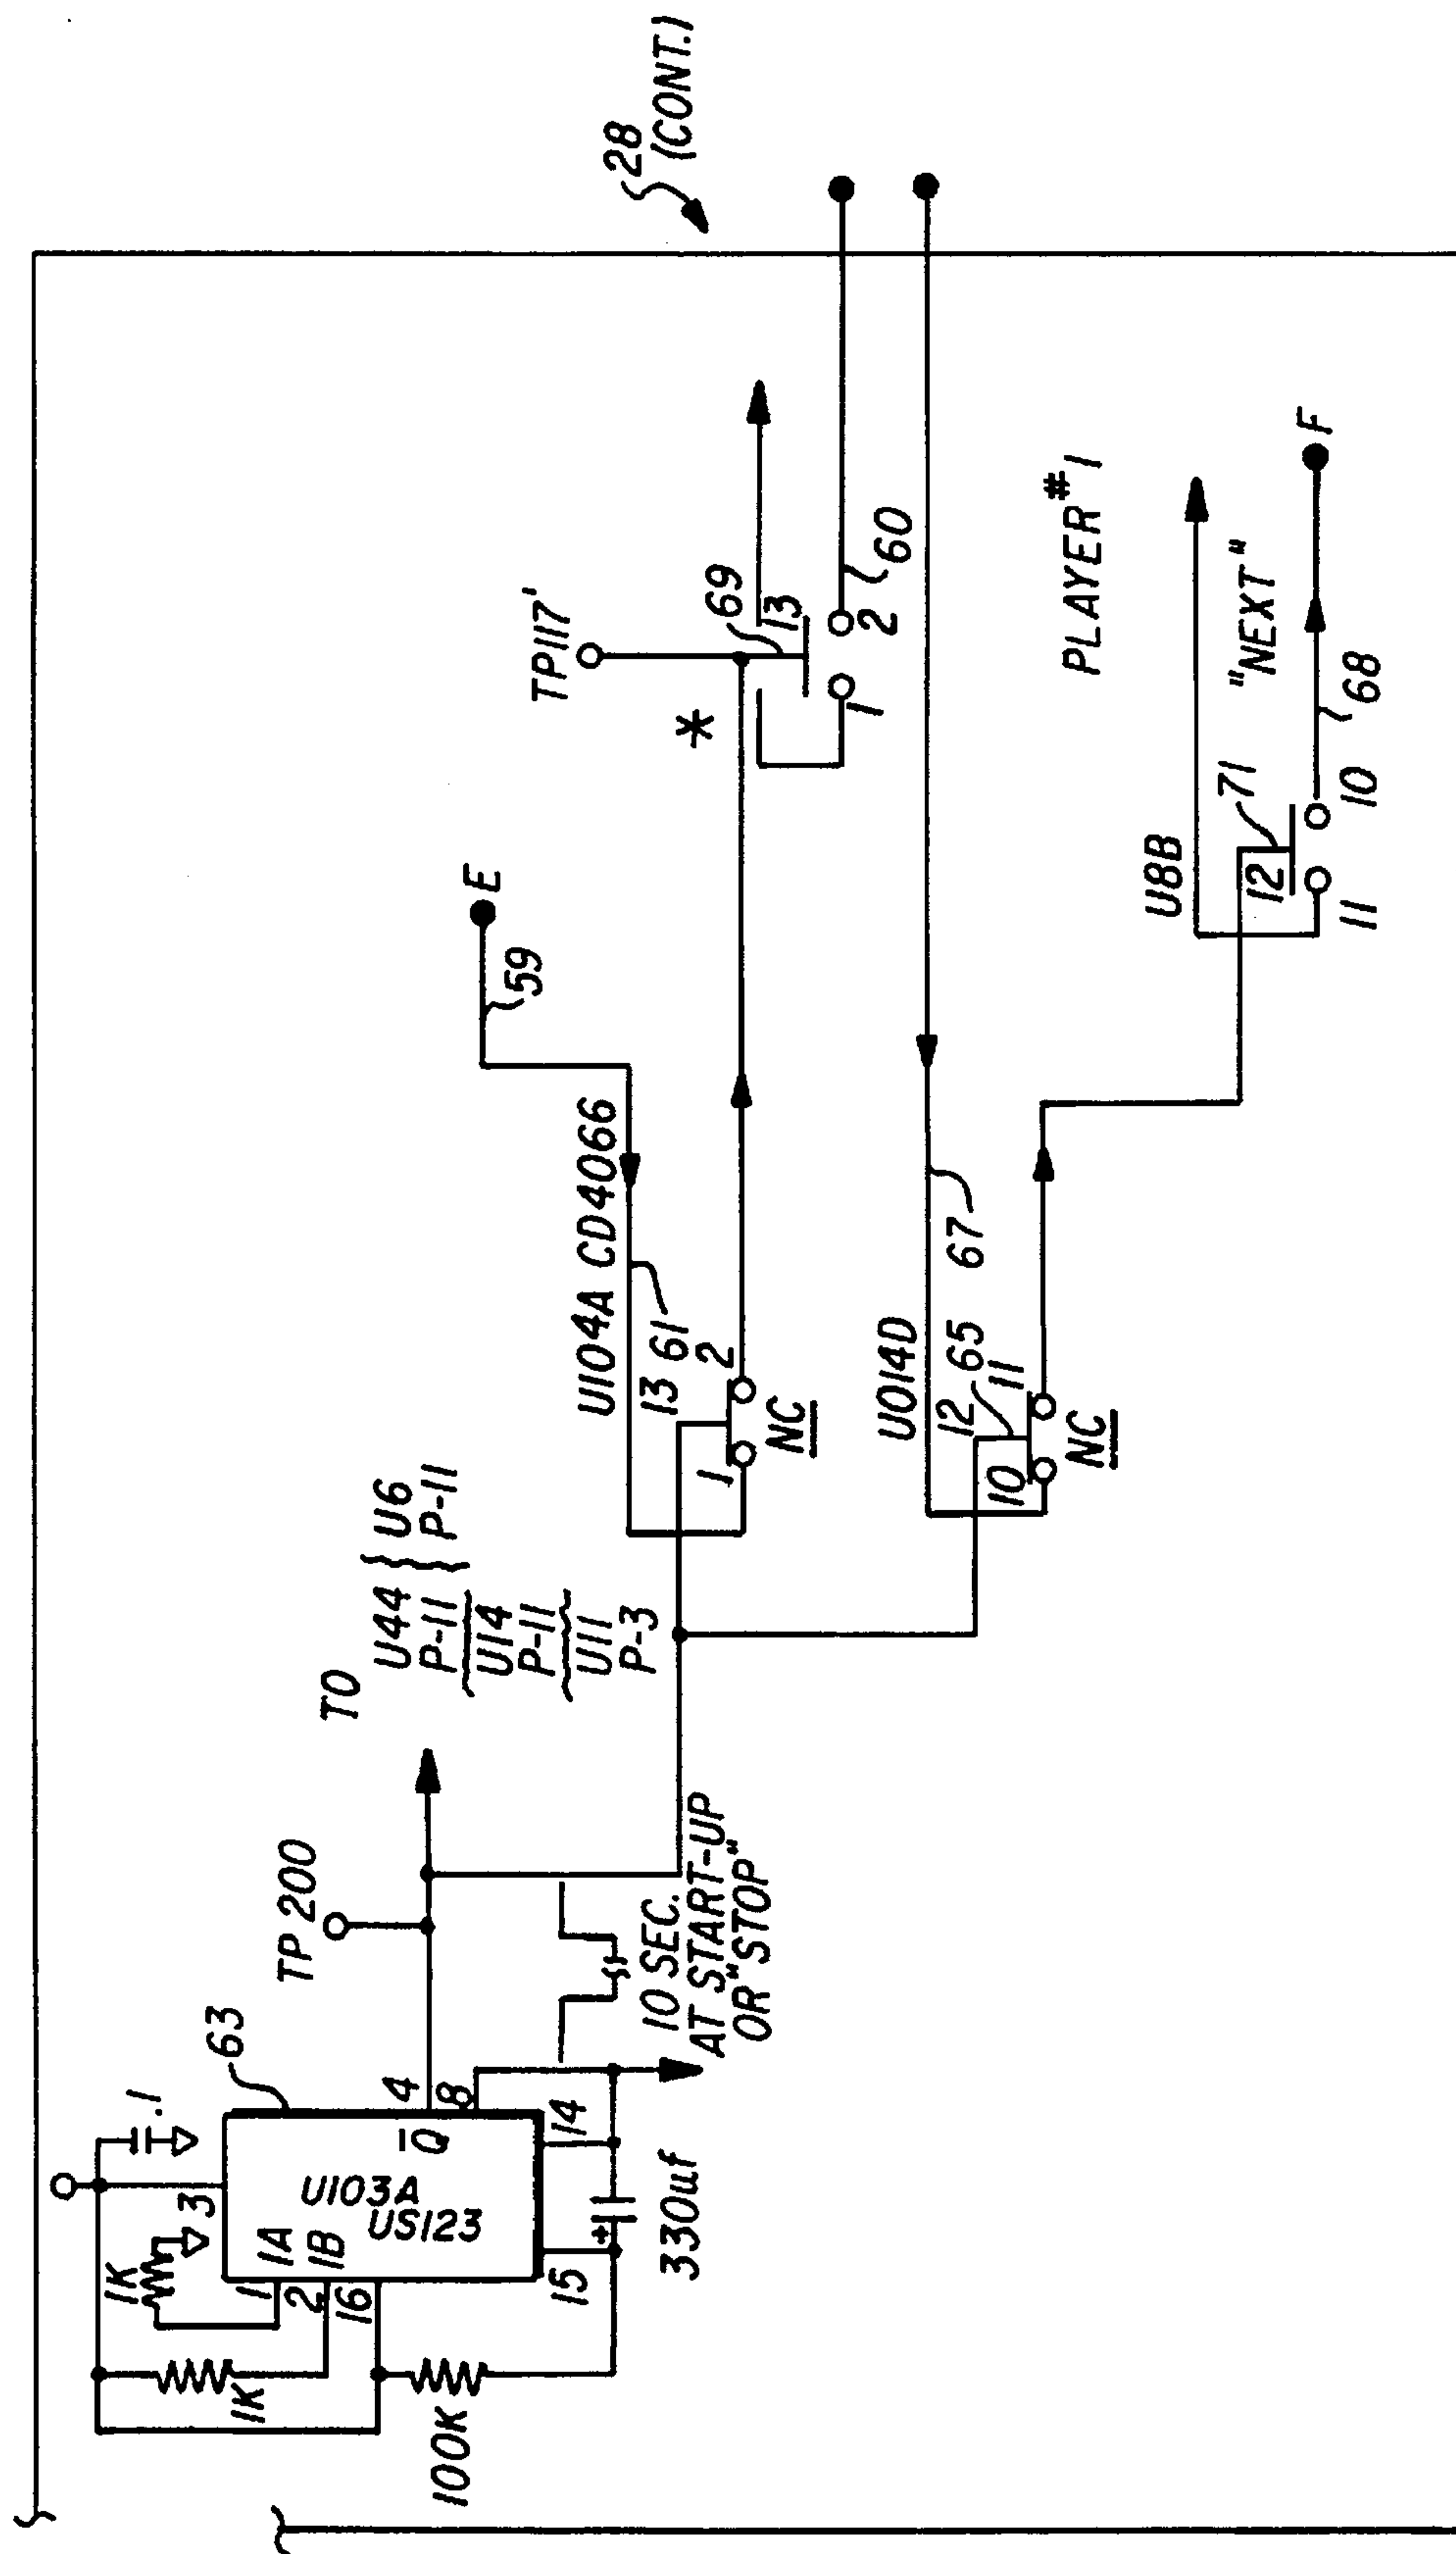 28
(CONT.)
TP117'
*
69
13
1
2
60
E
59
U104A CD4066
13
61
1
2
NC
PLAYER #1
U8B
"NEXT"
71
12
11
10
68
F
U014D
12
65
67
10
11
NC
TO
U44
P-11
U6
P-11
U14
P-11
U11
P-3
TP 200
63
.1
3
1K
1
1A
2
1B
16
1K
100K
U103A
US123
Q
4
8
14
15
+
330uf
10 SEC.
AT START-UP
OR "STOP"